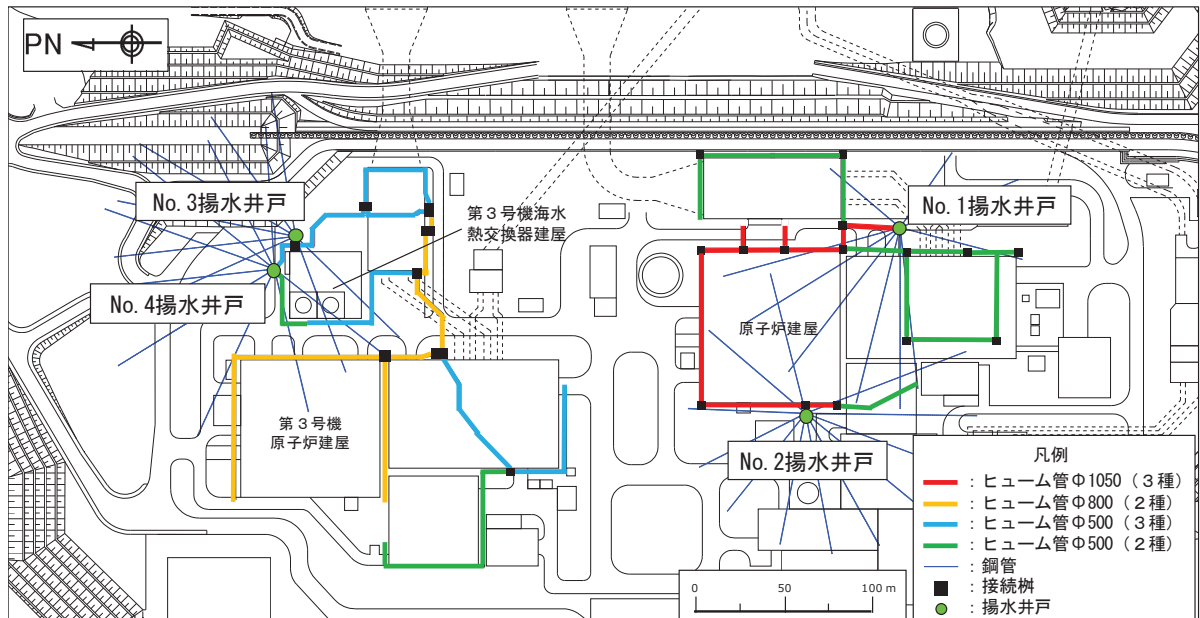 PN
No.3揚水井戸
第３号機海水
熱交換器建屋
No.1揚水井戸
No.4揚水井戸
原子炉建屋
第３号機
原子炉建屋
No.2揚水井戸
凡例
：ヒューム管Φ1050（３種）
：ヒューム管Φ800（２種）
：ヒューム管Φ500（３種）
：ヒューム管Φ500（２種）
：鋼管
：接続桝
：揚水井戸
0 50 100 m